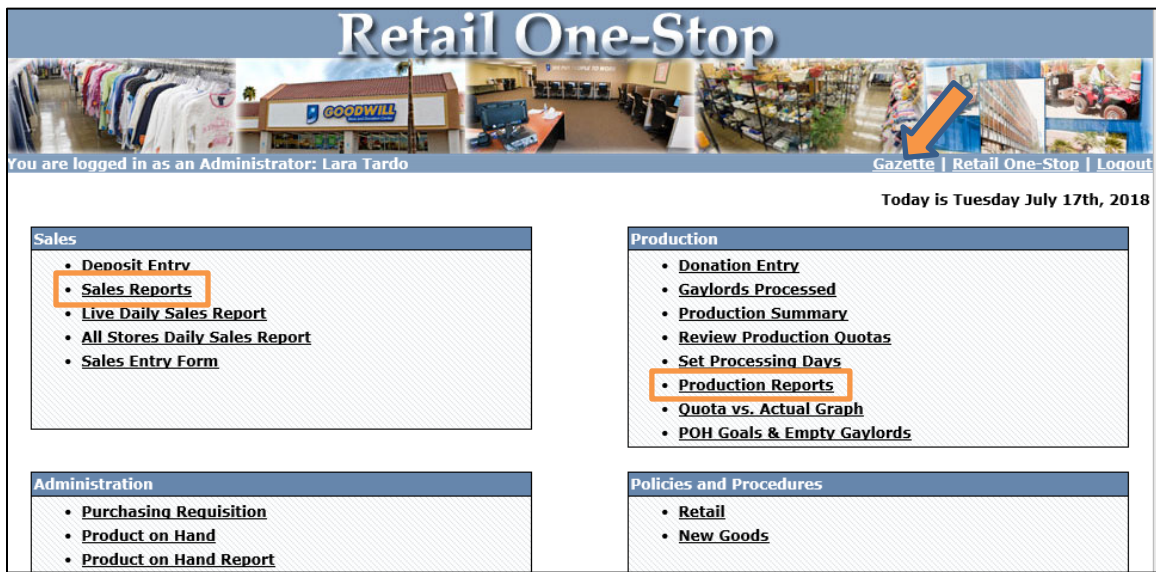 Retail One-Stop
GOODWILL
You are logged in as an Administrator: Lara Tardo
Gazette | Retail One-Stop | Logout
Today is Tuesday July 17th, 2018
Sales
• Deposit Entry
• Sales Reports
• Live Daily Sales Report
• All Stores Daily Sales Report
• Sales Entry Form
Production
• Donation Entry
• Gaylords Processed
• Production Summary
• Review Production Quotas
• Set Processing Days
• Production Reports
• Quota vs. Actual Graph
• POH Goals & Empty Gaylords
Administration
• Purchasing Requisition
• Product on Hand
• Product on Hand Report
Policies and Procedures
• Retail
• New Goods